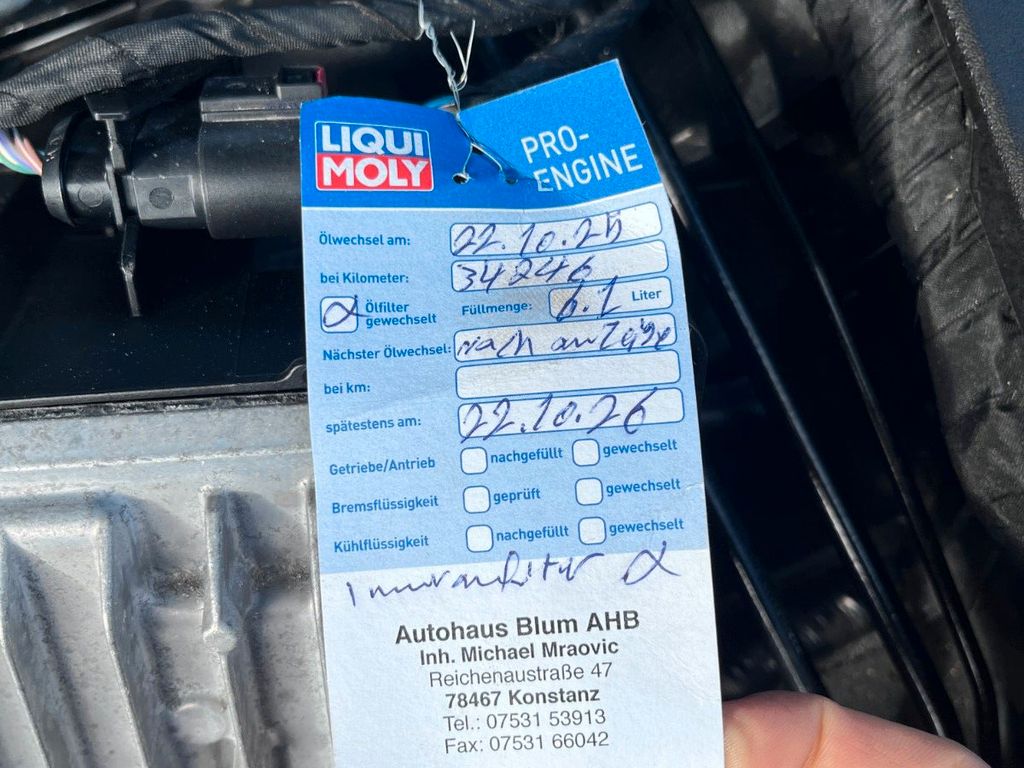 LIQUI
MOLY
PRO-
ENGINE
Ölwechsel am: 22.10.25
bei Kilometer: 34246
Ölfilter
gewechselt
Füllmenge: 6.1 Liter
Nächster Ölwechsel: nach anzeige
bei km:
spätestens am: 22.10.26
Getriebe/Antrieb nachgefüllt gewechselt
Bremsflüssigkeit geprüft gewechselt
Kühlflüssigkeit nachgefüllt gewechselt
Autohaus Blum AHB
Inh. Michael Mraovic
Reichenaustraße 47
78467 Konstanz
Tel.: 07531 53913
Fax: 07531 66042